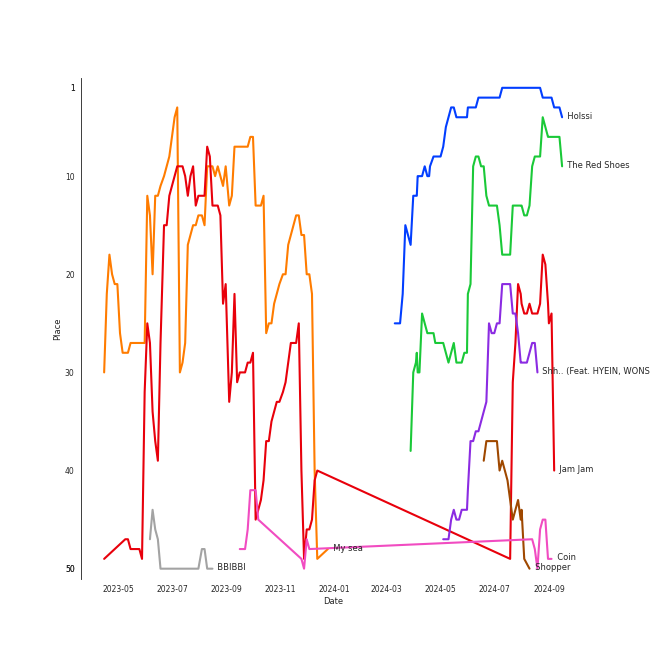 1
Holssi
The Red Shoes
10
20
Place
30
Shh.. (Feat. HYEIN, WONS
40
Jam Jam
My sea
Coin
50
BBIBBI
Shopper
2023-05 2023-07 2023-09 2023-11 2024-01 2024-03 2024-05 2024-07 2024-09
Date